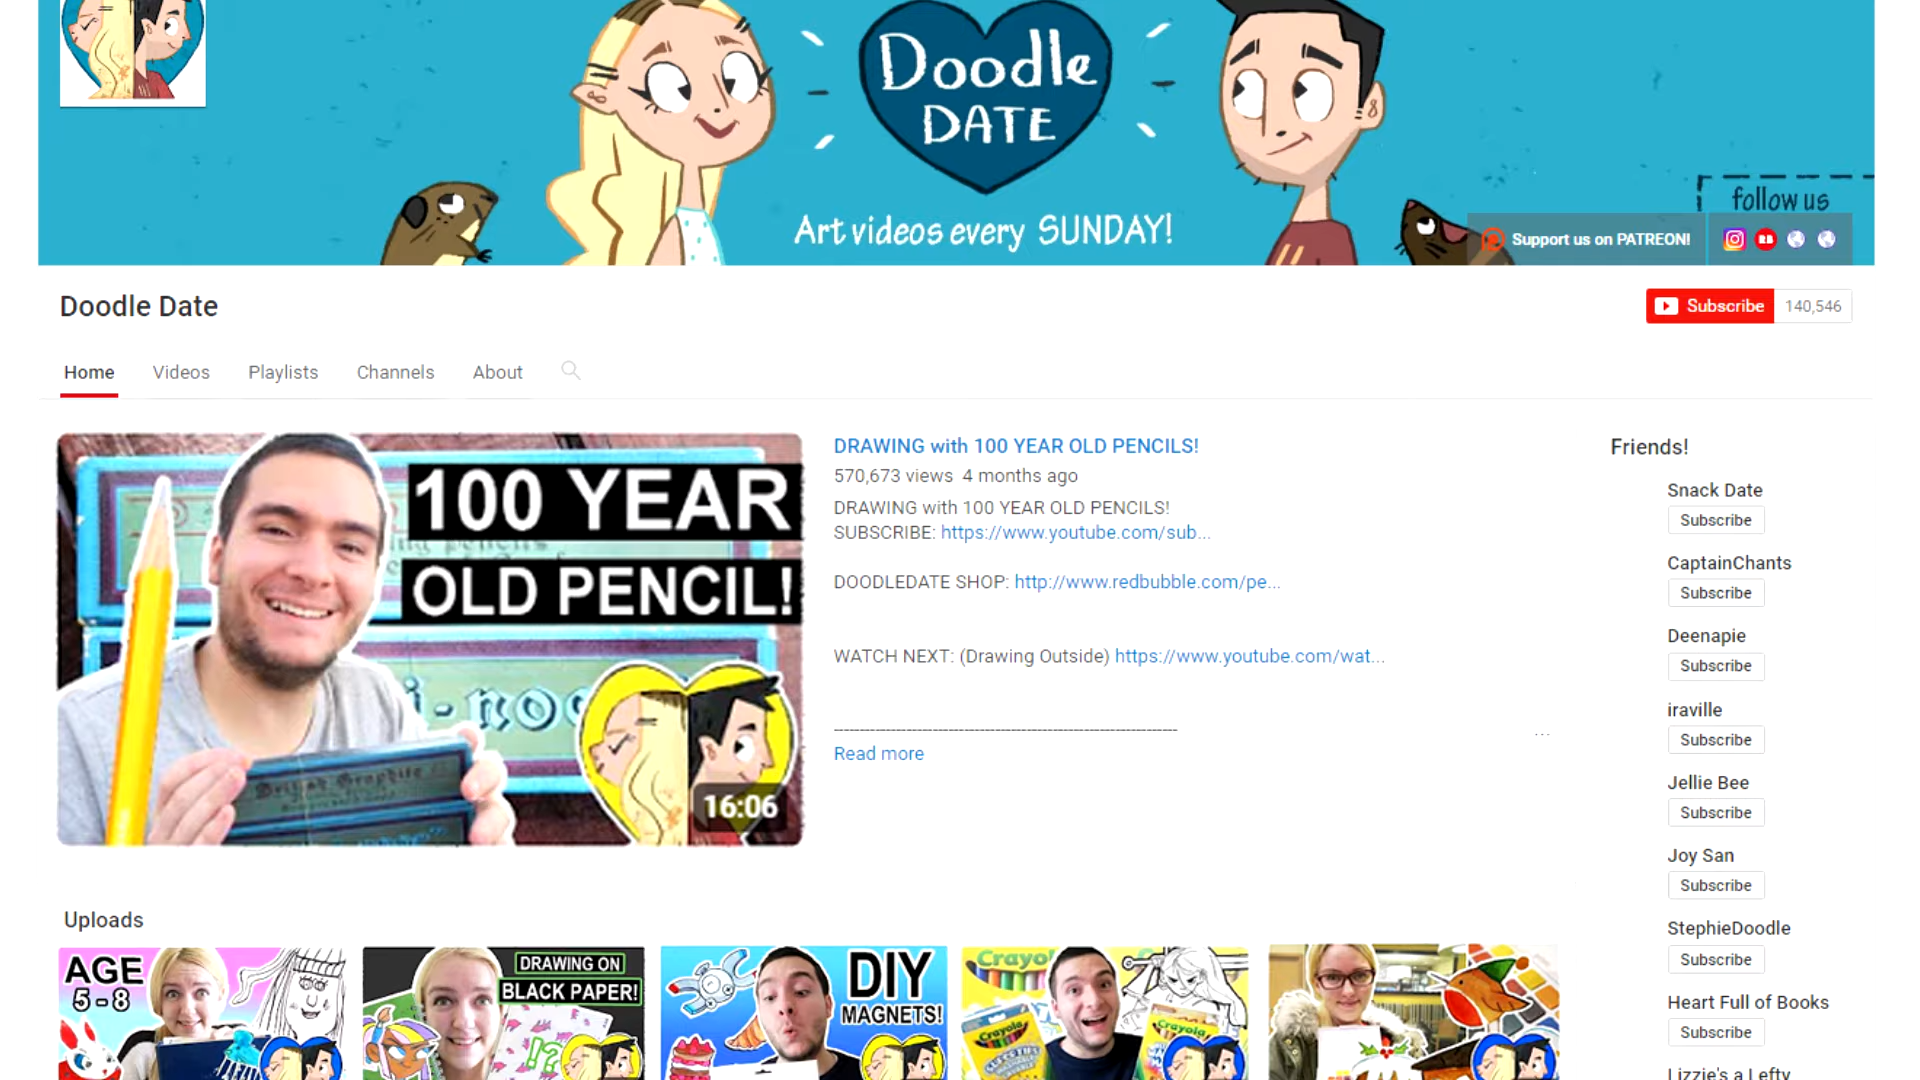 Doodle
DATE
Art videos every SUNDAY!
follow us
Support us on PATREON!
Doodle Date
Subscribe 140,546
Home Videos Playlists Channels About
100 YEAR
OLD PENCIL!
16:06
DRAWING with 100 YEAR OLD PENCILS!
570,673 views 4 months ago
DRAWING with 100 YEAR OLD PENCILS!
SUBSCRIBE: https://www.youtube.com/sub...
DOODLEDATE SHOP: http://www.redbubble.com/pe...
WATCH NEXT: (Drawing Outside) https://www.youtube.com/wat...
...
Read more
Friends!
Snack Date
Subscribe
CaptainChants
Subscribe
Deenapie
Subscribe
iraville
Subscribe
Jellie Bee
Subscribe
Joy San
Subscribe
StephieDoodle
Subscribe
Heart Full of Books
Subscribe
Lizzie's a Lefty
Uploads
AGE
5-8
DRAWING ON
BLACK PAPER!
!?
DIY
MAGNETS!
Crayo
Crayola
Crayola